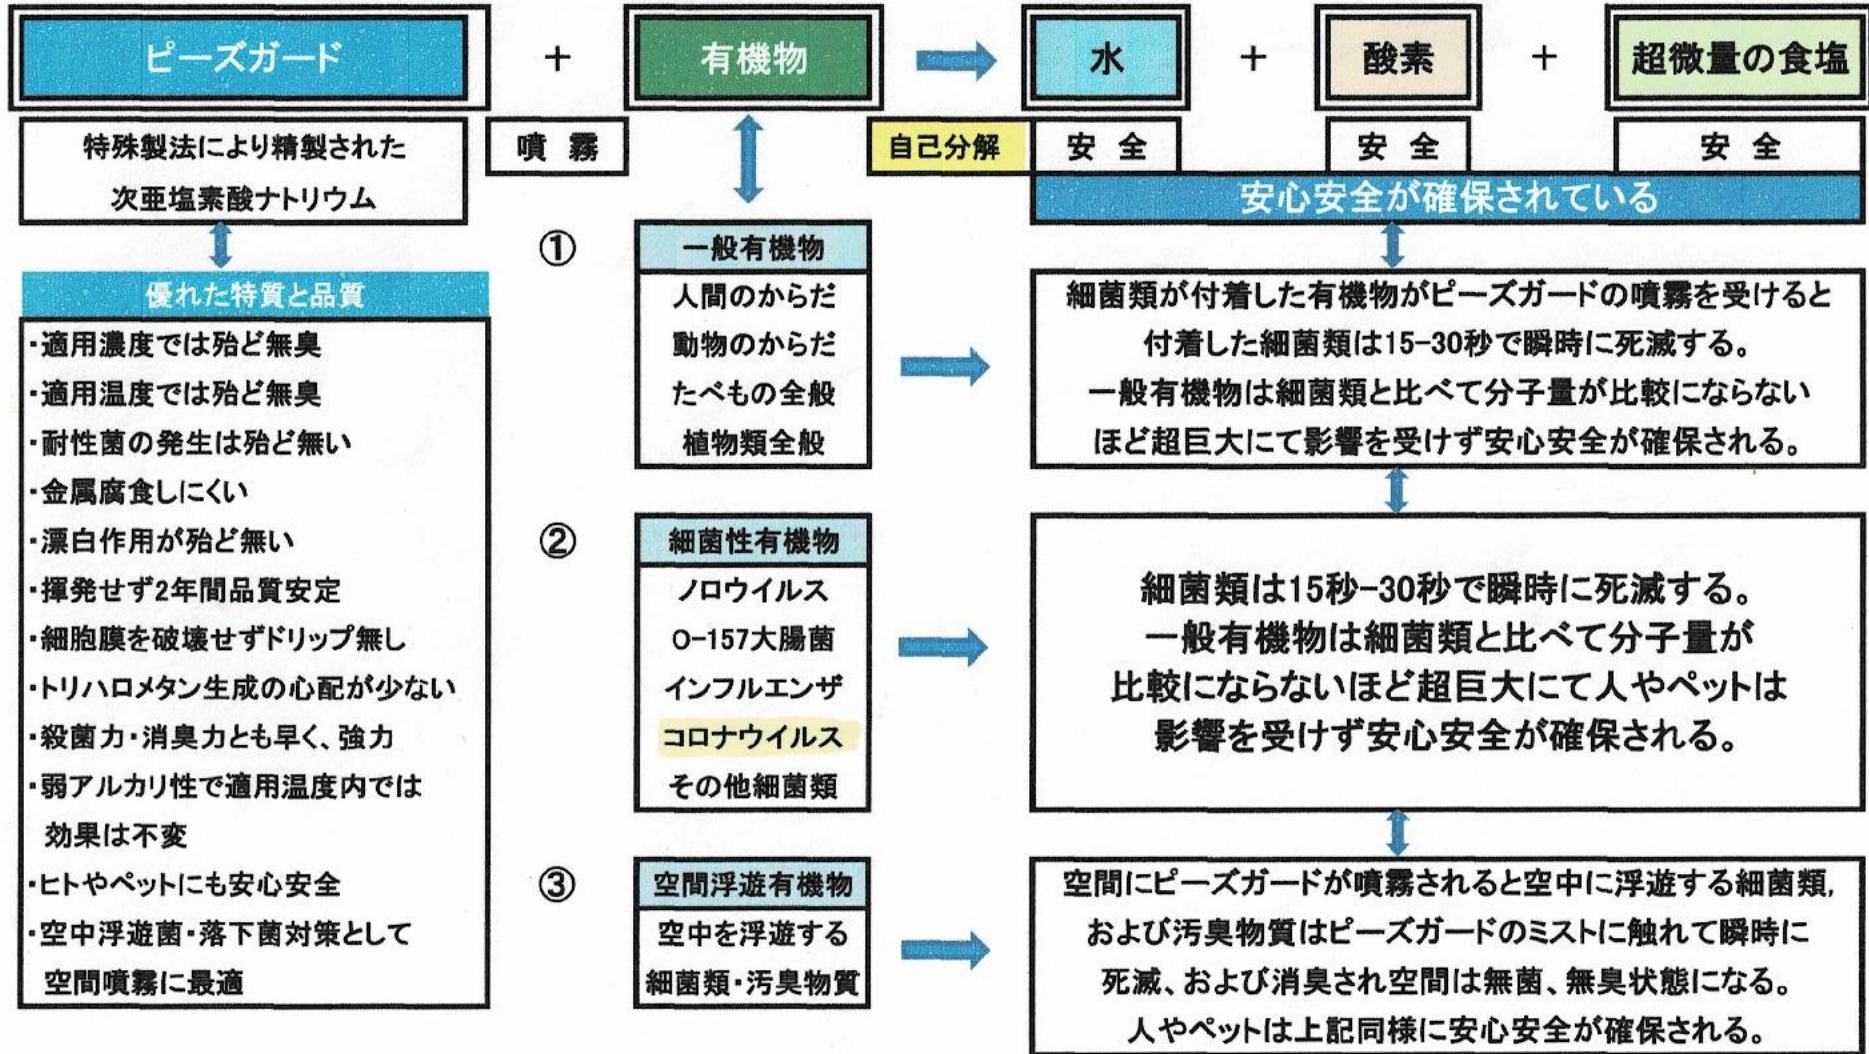 ピーズガード + 有機物 水 + 酸素 + 超微量の食塩
特殊製法により精製された
次亜塩素酸ナトリウム
噴 霧
自己分解
安 全
安 全
安 全
安心安全が確保されている
優れた特質と品質
・適用濃度では殆ど無臭
・適用温度では殆ど無臭
・耐性菌の発生は殆ど無い
・金属腐食しにくい
・漂白作用が殆ど無い
・揮発せず2年間品質安定
・細胞膜を破壊せずドリップ無し
・トリハロメタン生成の心配が少ない
・殺菌力・消臭力とも早く、強力
・弱アルカリ性で適用温度内では
効果は不変
・ヒトやペットにも安心安全
・空中浮遊菌・落下菌対策として
空間噴霧に最適
①
一般有機物
人間のからだ
動物のからだ
たべもの全般
植物類全般
細菌類が付着した有機物がピーズガードの噴霧を受けると
付着した細菌類は15-30秒で瞬時に死滅する。
一般有機物は細菌類と比べて分子量が比較にならない
ほど超巨大にて影響を受けず安心安全が確保される。
②
細菌性有機物
ノロウイルス
O-157大腸菌
インフルエンザ
コロナウイルス
その他細菌類
細菌類は15秒-30秒で瞬時に死滅する。
一般有機物は細菌類と比べて分子量が
比較にならないほど超巨大にて人やペットは
影響を受けず安心安全が確保される。
③
空間浮遊有機物
空中を浮遊する
細菌類・汚臭物質
空間にピーズガードが噴霧されると空中に浮遊する細菌類,
および汚臭物質はピーズガードのミストに触れて瞬時に
死滅、および消臭され空間は無菌、無臭状態になる。
人やペットは上記同様に安心安全が確保される。